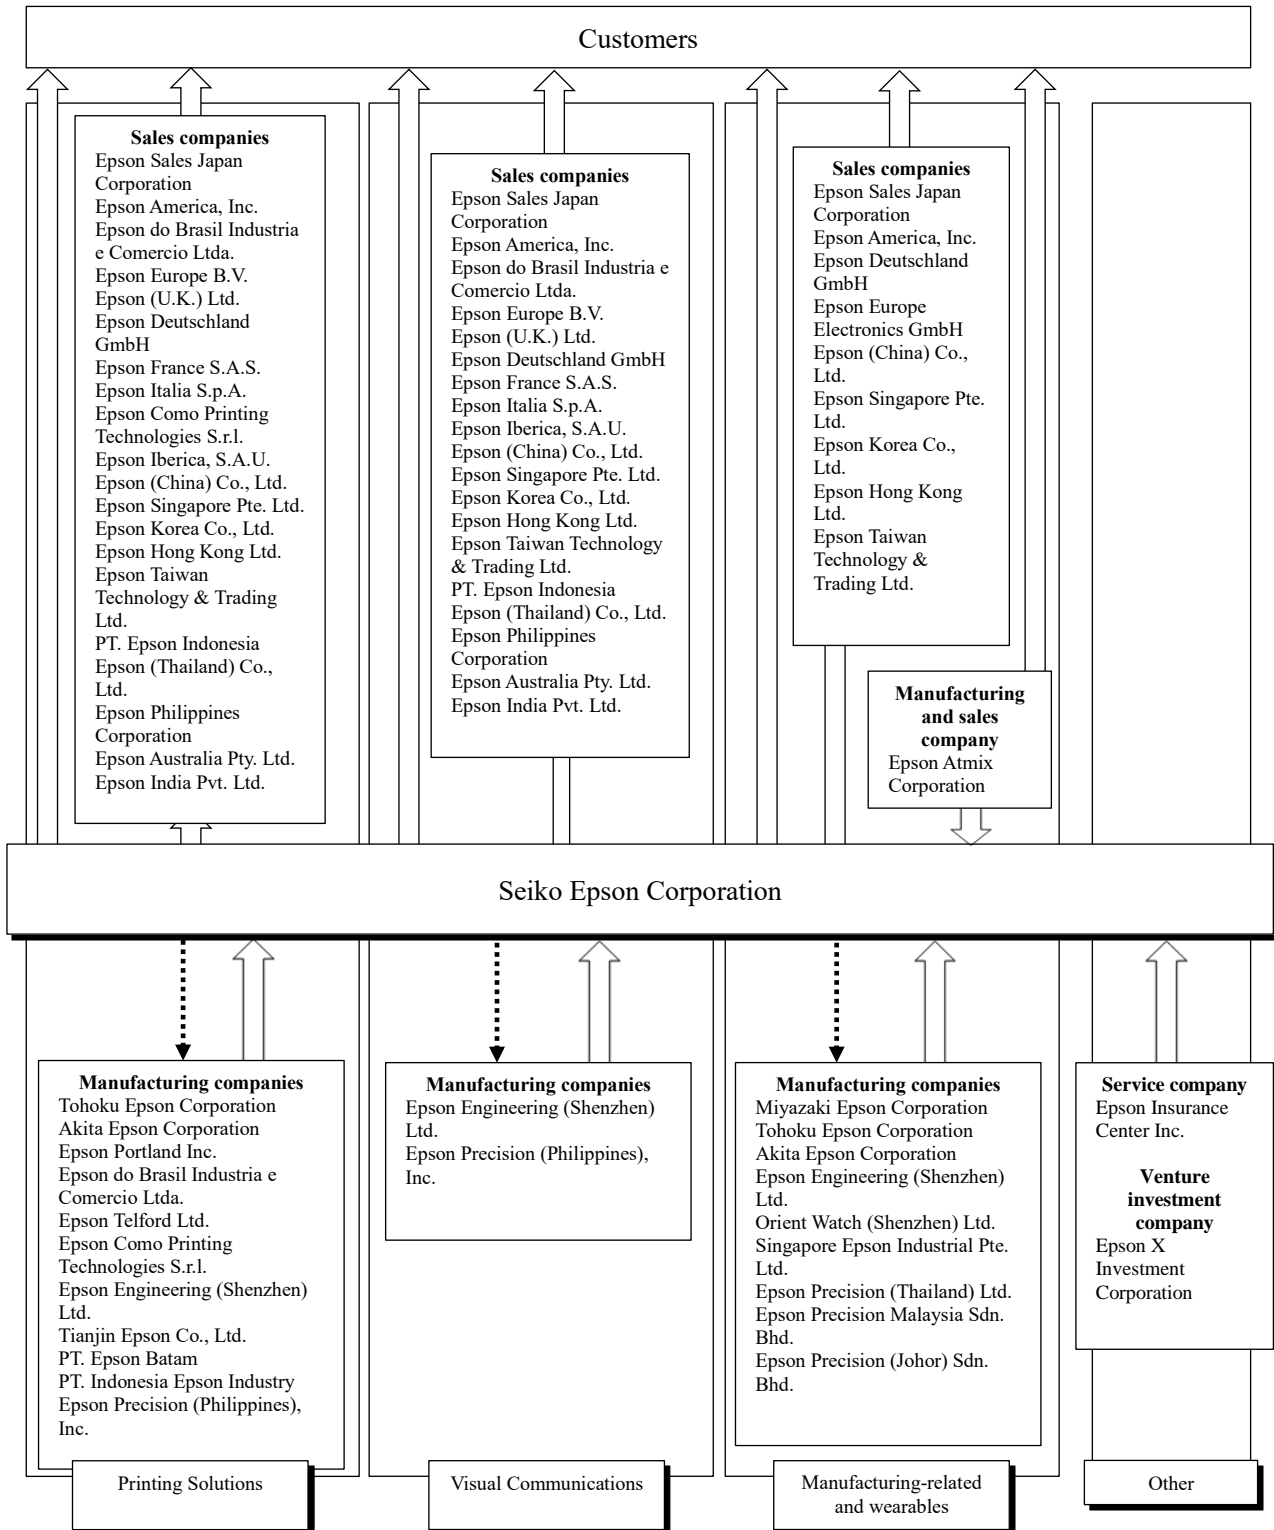 Customers
Sales companies
Epson Sales Japan
Corporation
Epson America, Inc.
Epson do Brasil Industria
e Comercio Ltda.
Epson Europe B.V.
Epson (U.K.) Ltd.
Epson Deutschland
GmbH
Epson France S.A.S.
Epson Italia S.p.A.
Epson Como Printing
Technologies S.r.l.
Epson Iberica, S.A.U.
Epson (China) Co., Ltd.
Epson Singapore Pte. Ltd.
Epson Korea Co., Ltd.
Epson Hong Kong Ltd.
Epson Taiwan
Technology & Trading
Ltd.
PT. Epson Indonesia
Epson (Thailand) Co.,
Ltd.
Epson Philippines
Corporation
Epson Australia Pty. Ltd.
Epson India Pvt. Ltd.
Sales companies
Epson Sales Japan
Corporation
Epson America, Inc.
Epson do Brasil Industria e
Comercio Ltda.
Epson Europe B.V.
Epson (U.K.) Ltd.
Epson Deutschland GmbH
Epson France S.A.S.
Epson Italia S.p.A.
Epson Iberica, S.A.U.
Epson (China) Co., Ltd.
Epson Singapore Pte. Ltd.
Epson Korea Co., Ltd.
Epson Hong Kong Ltd.
Epson Taiwan Technology
& Trading Ltd.
PT. Epson Indonesia
Epson (Thailand) Co., Ltd.
Epson Philippines
Corporation
Epson Australia Pty. Ltd.
Epson India Pvt. Ltd.
Sales companies
Epson Sales Japan
Corporation
Epson America, Inc.
Epson Deutschland
GmbH
Epson Europe
Electronics GmbH
Epson (China) Co.,
Ltd.
Epson Singapore Pte.
Ltd.
Epson Korea Co.,
Ltd.
Epson Hong Kong
Ltd.
Epson Taiwan
Technology &
Trading Ltd.
Manufacturing
and sales
company
Epson Atmix
Corporation
Seiko Epson Corporation
Manufacturing companies
Tohoku Epson Corporation
Akita Epson Corporation
Epson Portland Inc.
Epson do Brasil Industria e
Comercio Ltda.
Epson Telford Ltd.
Epson Como Printing
Technologies S.r.l.
Epson Engineering (Shenzhen)
Ltd.
Tianjin Epson Co., Ltd.
PT. Epson Batam
PT. Indonesia Epson Industry
Epson Precision (Philippines),
Inc.
Manufacturing companies
Epson Engineering (Shenzhen)
Ltd.
Epson Precision (Philippines),
Inc.
Manufacturing companies
Miyazaki Epson Corporation
Tohoku Epson Corporation
Akita Epson Corporation
Epson Engineering (Shenzhen)
Ltd.
Orient Watch (Shenzhen) Ltd.
Singapore Epson Industrial Pte.
Ltd.
Epson Precision (Thailand) Ltd.
Epson Precision Malaysia Sdn.
Bhd.
Epson Precision (Johor) Sdn.
Bhd.
Service company
Epson Insurance
Center Inc.
Venture
investment
company
Epson X
Investment
Corporation
Printing Solutions
Visual Communications
Manufacturing-related
and wearables
Other